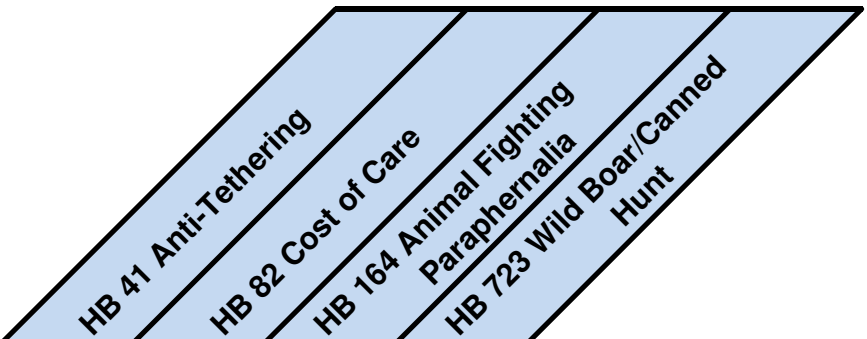 HB 41 Anti-Tethering
HB 82 Cost of Care
HB 164 Animal Fighting
Paraphernalia
HB 723 Wild Boar/Canned
Hunt